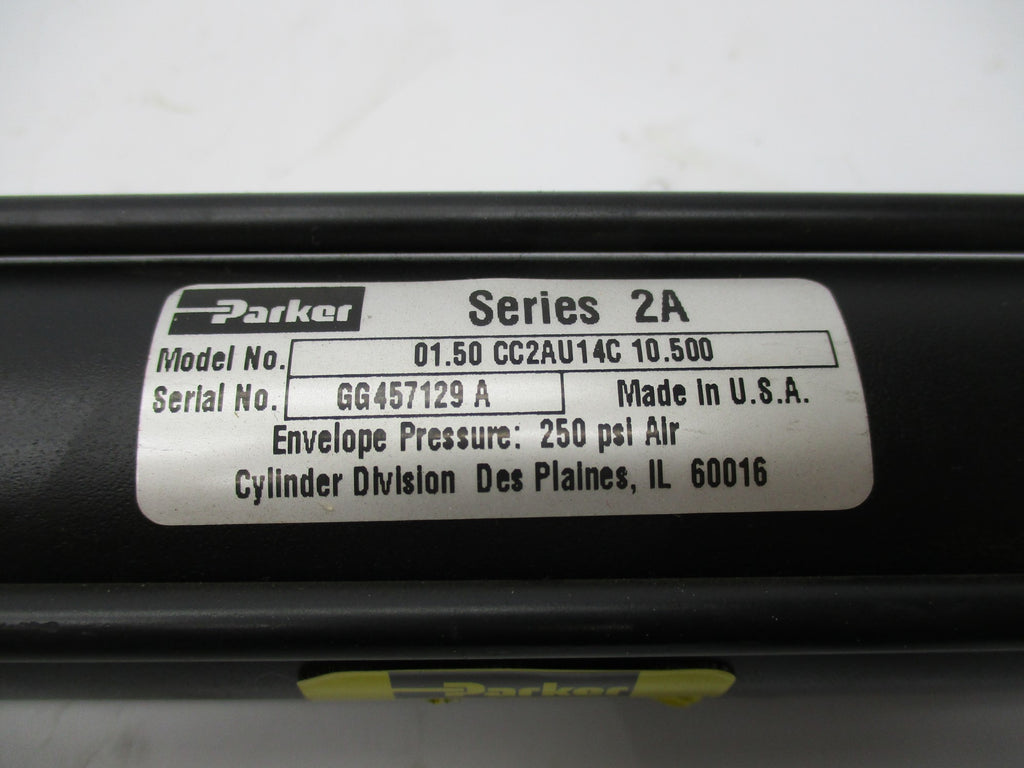 Parker Series 2A
Model No. 01.50 CC2AU14C 10.500
Serial No. GG457129 A Made in U.S.A.
Envelope Pressure: 250 psi Air
Cylinder Division Des Plaines, IL 60016
Parker